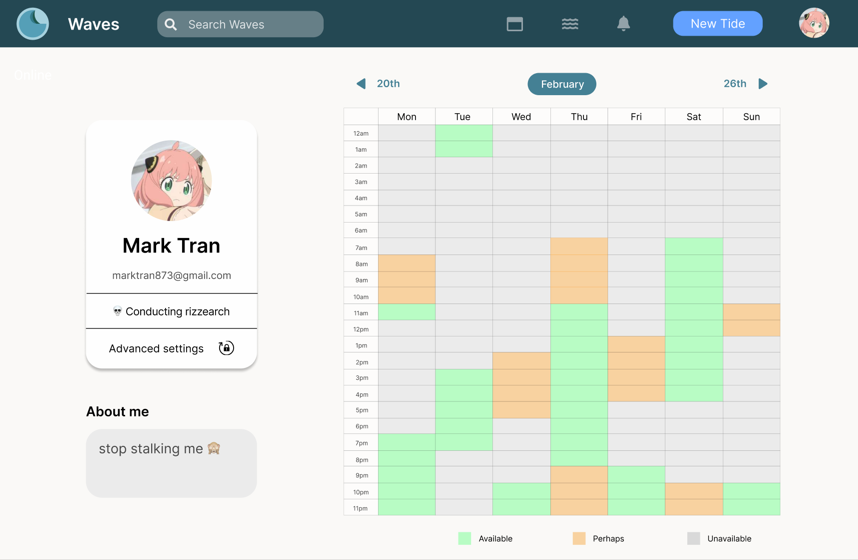 Waves
Search Waves
New Tide
Online
20th
February
26th
Mon Tue Wed Thu Fri Sat Sun
12am
1am
2am
3am
4am
5am
6am
7am
8am
9am
10am
11am
12pm
1pm
2pm
3pm
4pm
5pm
6pm
7pm
8pm
9pm
10pm
11pm
Available Perhaps Unavailable
Mark Tran
marktran873@gmail.com
💀 Conducting rizzearch
Advanced settings
About me
stop stalking me 🙈